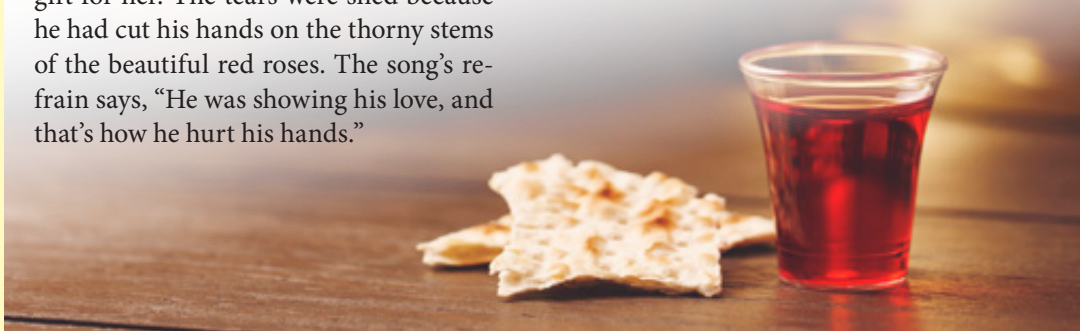 gift for her. The tears were shed because
he had cut his hands on the thorny stems
of the beautiful red roses. The song’s re-
frain says, “He was showing his love, and
that’s how he hurt his hands.”